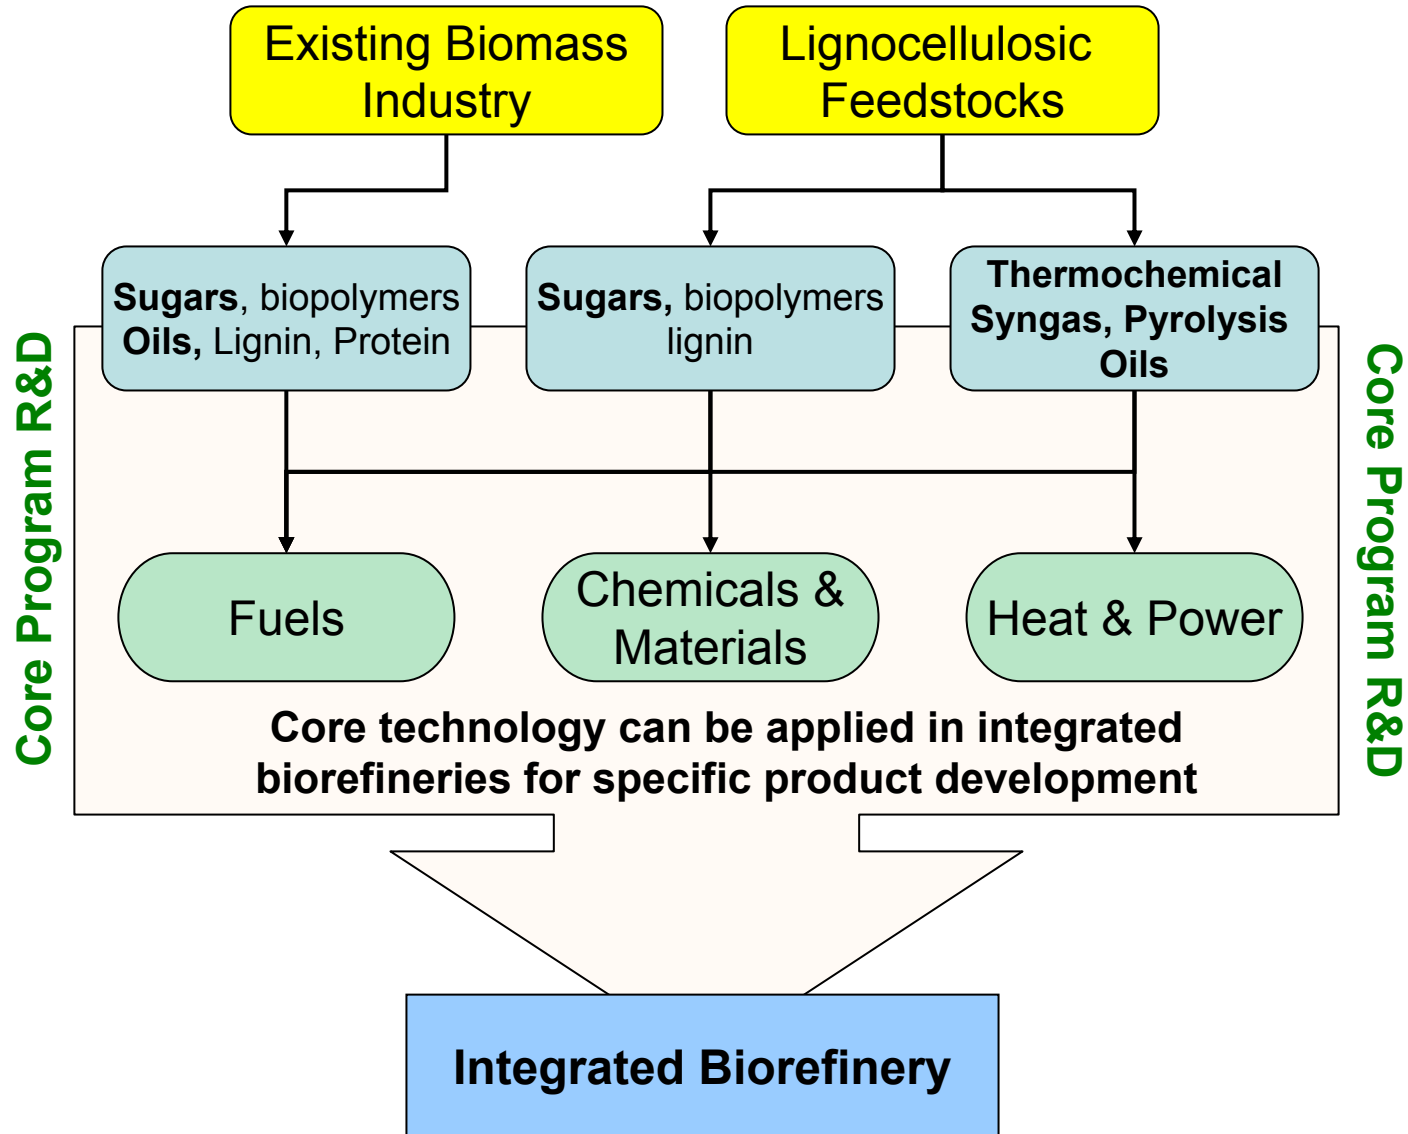 Existing Biomass
Industry
Lignocellulosic
Feedstocks
Sugars, biopolymers
Oils, Lignin, Protein
Sugars, biopolymers
lignin
Thermochemical
Syngas, Pyrolysis
Oils
Core Program R&D
Core Program R&D
Fuels
Chemicals &
Materials
Heat & Power
Core technology can be applied in integrated
biorefineries for specific product development
Integrated Biorefinery